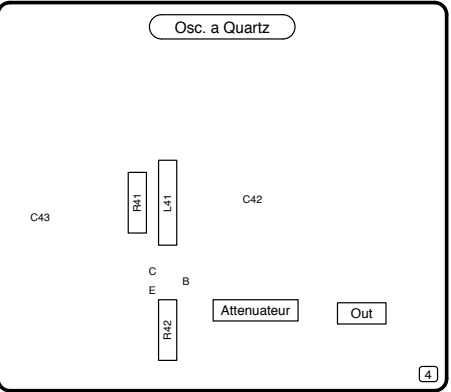 Osc. a Quartz
R41
L41
C42
C43
C
B
E
R42
Attenuateur
Out
4